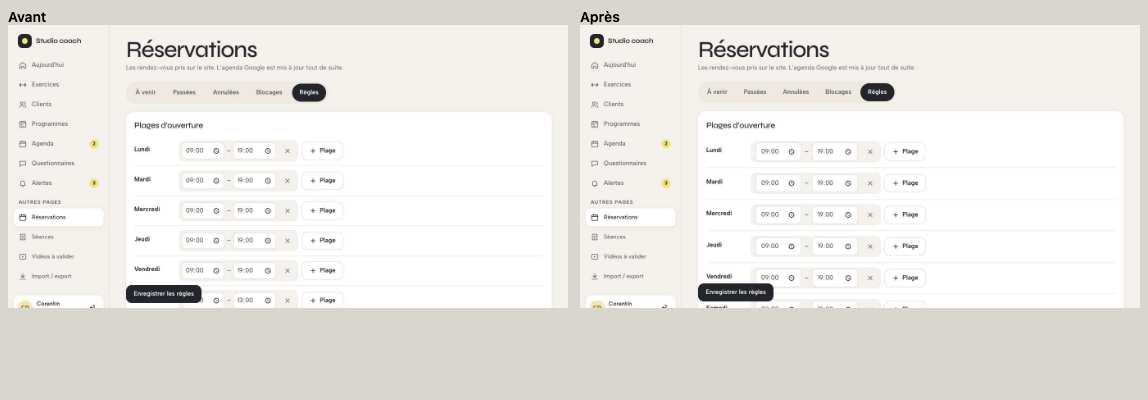 Avant
Studio coach
Aujourd'hui
Exercices
Clients
Programmes
Agenda 2
Questionnaires
Alertes 3
AUTRES PAGES
Réservations
Séances
Vidéos à valider
Import / export
Corentin
Réservations
Les rendez-vous pris sur le site. L'agenda Google est mis à jour tout de suite.
À venir Passées Annulées Blocages Règles
Plages d'ouverture
Lundi 09:00 – 19:00 × + Plage
Mardi 09:00 – 19:00 × + Plage
Mercredi 09:00 – 19:00 × + Plage
Jeudi 09:00 – 19:00 × + Plage
Vendredi 09:00 – 19:00 × + Plage
Enregistrer les règles 13:00 × + Plage
Après
Studio coach
Aujourd'hui
Exercices
Clients
Programmes
Agenda 2
Questionnaires
Alertes 3
AUTRES PAGES
Réservations
Séances
Vidéos à valider
Import / export
Corentin
Réservations
Les rendez-vous pris sur le site. L'agenda Google est mis à jour tout de suite.
À venir Passées Annulées Blocages Règles
Plages d'ouverture
Lundi 09:00 – 19:00 × + Plage
Mardi 09:00 – 19:00 × + Plage
Mercredi 09:00 – 19:00 × + Plage
Jeudi 09:00 – 19:00 × + Plage
Vendredi 09:00 – 19:00 × + Plage
Enregistrer les règles